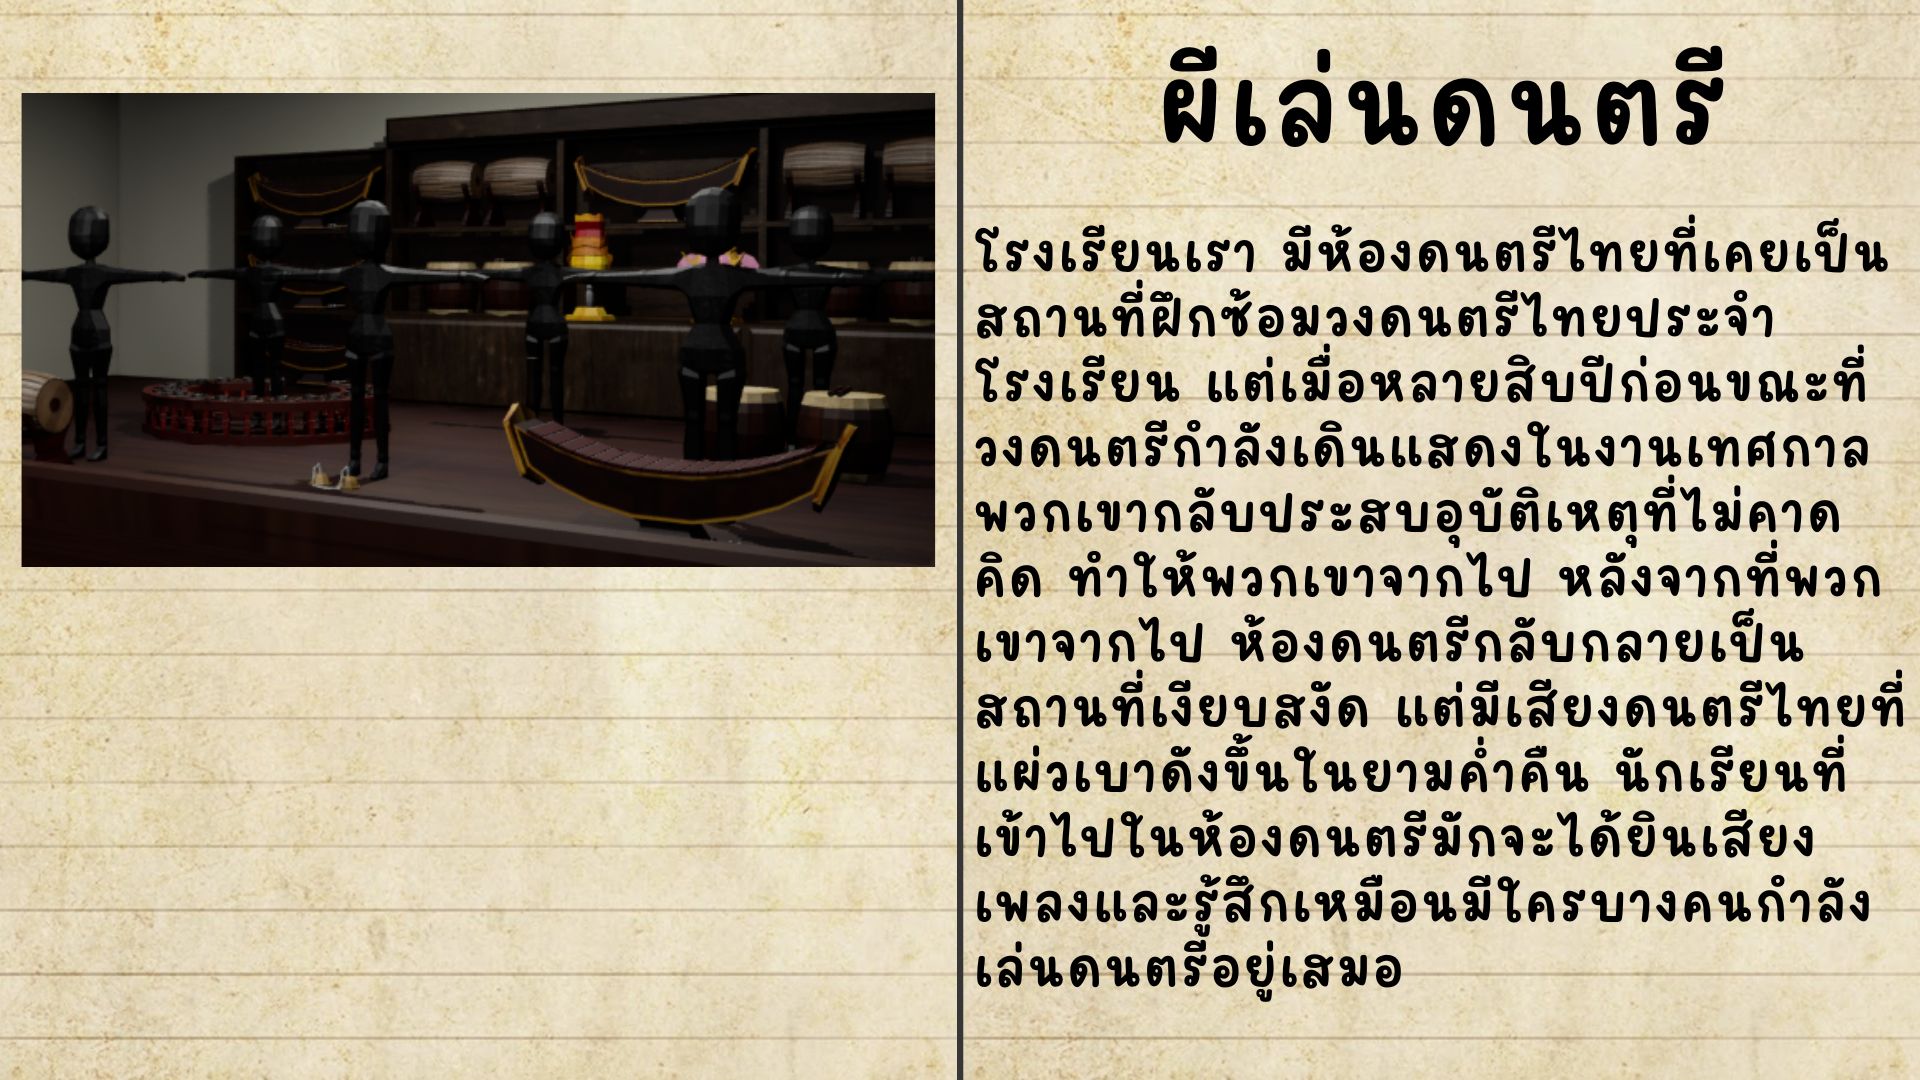 ผีเล่นดนตรี
โรงเรียนเรา มีห้องดนตรีไทยที่เคยเป็น
สถานที่ฝึกซ้อมวงดนตรีไทยประจำ
โรงเรียน แต่เมื่อหลายสิบปีก่อนขณะที่
วงดนตรีกำลังเดินแสดงในงานเทศกาล
พวกเขากลับประสบอุบัติเหตุที่ไม่คาด
คิด ทำให้พวกเขาจากไป หลังจากที่พวก
เขาจากไป ห้องดนตรีกลับกลายเป็น
สถานที่เงียบสงัด แต่มีเสียงดนตรีไทยที่
แผ่วเบาดังขึ้นในยามค่ำคืน นักเรียนที่
เข้าไปในห้องดนตรีมักจะได้ยินเสียง
เพลงและรู้สึกเหมือนมีใครบางคนกำลัง
เล่นดนตรีอยู่เสมอ